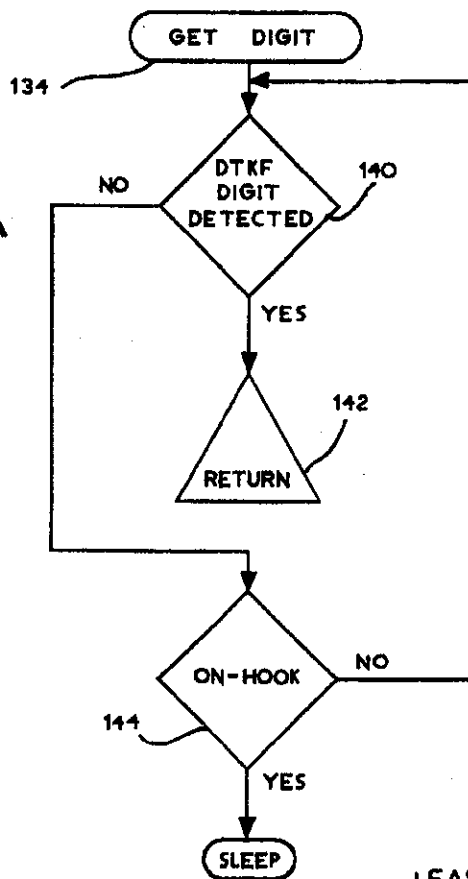 GET DIGIT
134
DTKF
DIGIT
DETECTED
140
NO
A
YES
142
RETURN
ON-HOOK
NO
144
YES
SLEEP